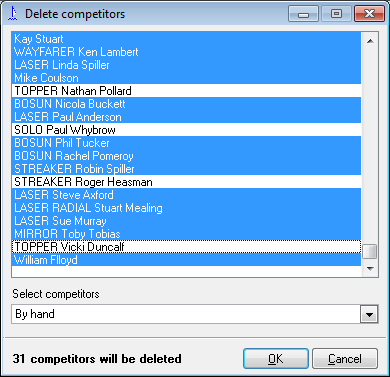 Delete competitors
Kay Stuart
WAYFARER Ken Lambert
LASER Linda Spiller
Mike Coulson
TOPPER Nathan Pollard
BOSUN Nicola Buckett
LASER Paul Anderson
SOLO Paul Whybrow
BOSUN Phil Tucker
BOSUN Rachel Pomeroy
STREAKER Robin Spiller
STREAKER Roger Heasman
LASER Steve Axford
LASER RADIAL Stuart Mealing
LASER Sue Murray
MIRROR Toby Tobias
TOPPER Vicki Duncalf
William Flloyd
Select competitors
By hand
31 competitors will be deleted
OK
Cancel